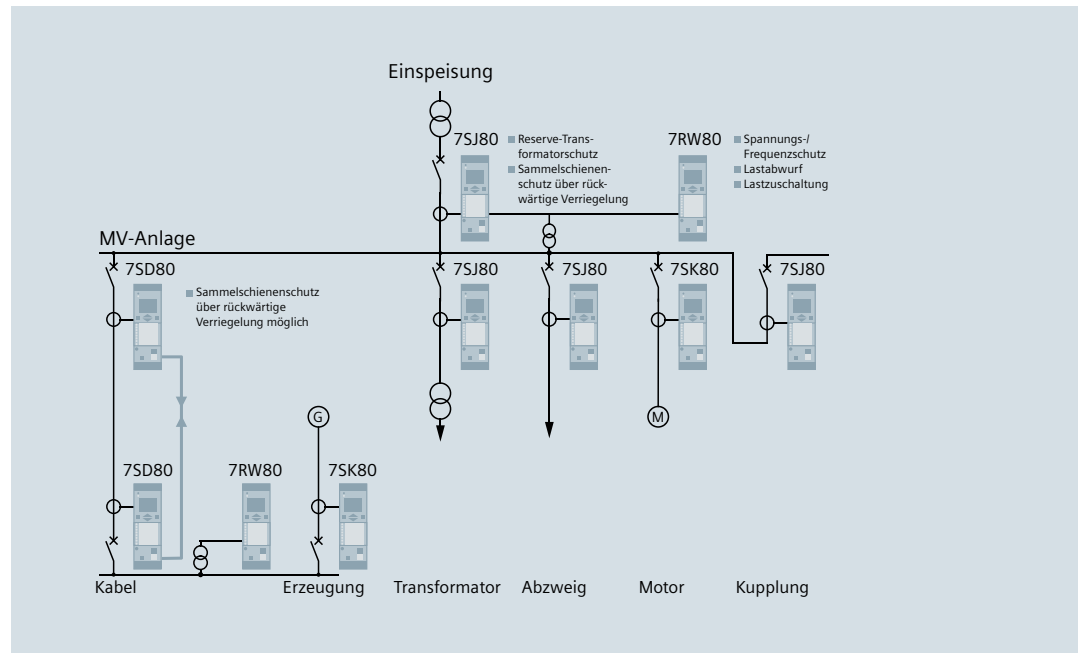 Einspeisung
7SJ80
Reserve-Trans-
formatorschutz
Sammelschienen-
schutz über rück-
wärtige Verriegelung
7RW80
Spannungs-/
Frequenzschutz
Lastabwurf
Lastzuschaltung
MV-Anlage
7SD80
Sammelschienenschutz
über rückwärtige
Verriegelung möglich
7SJ80
7SJ80
7SK80
7SJ80
G
M
7SD80
7RW80
7SK80
Kabel
Erzeugung
Transformator
Abzweig
Motor
Kupplung